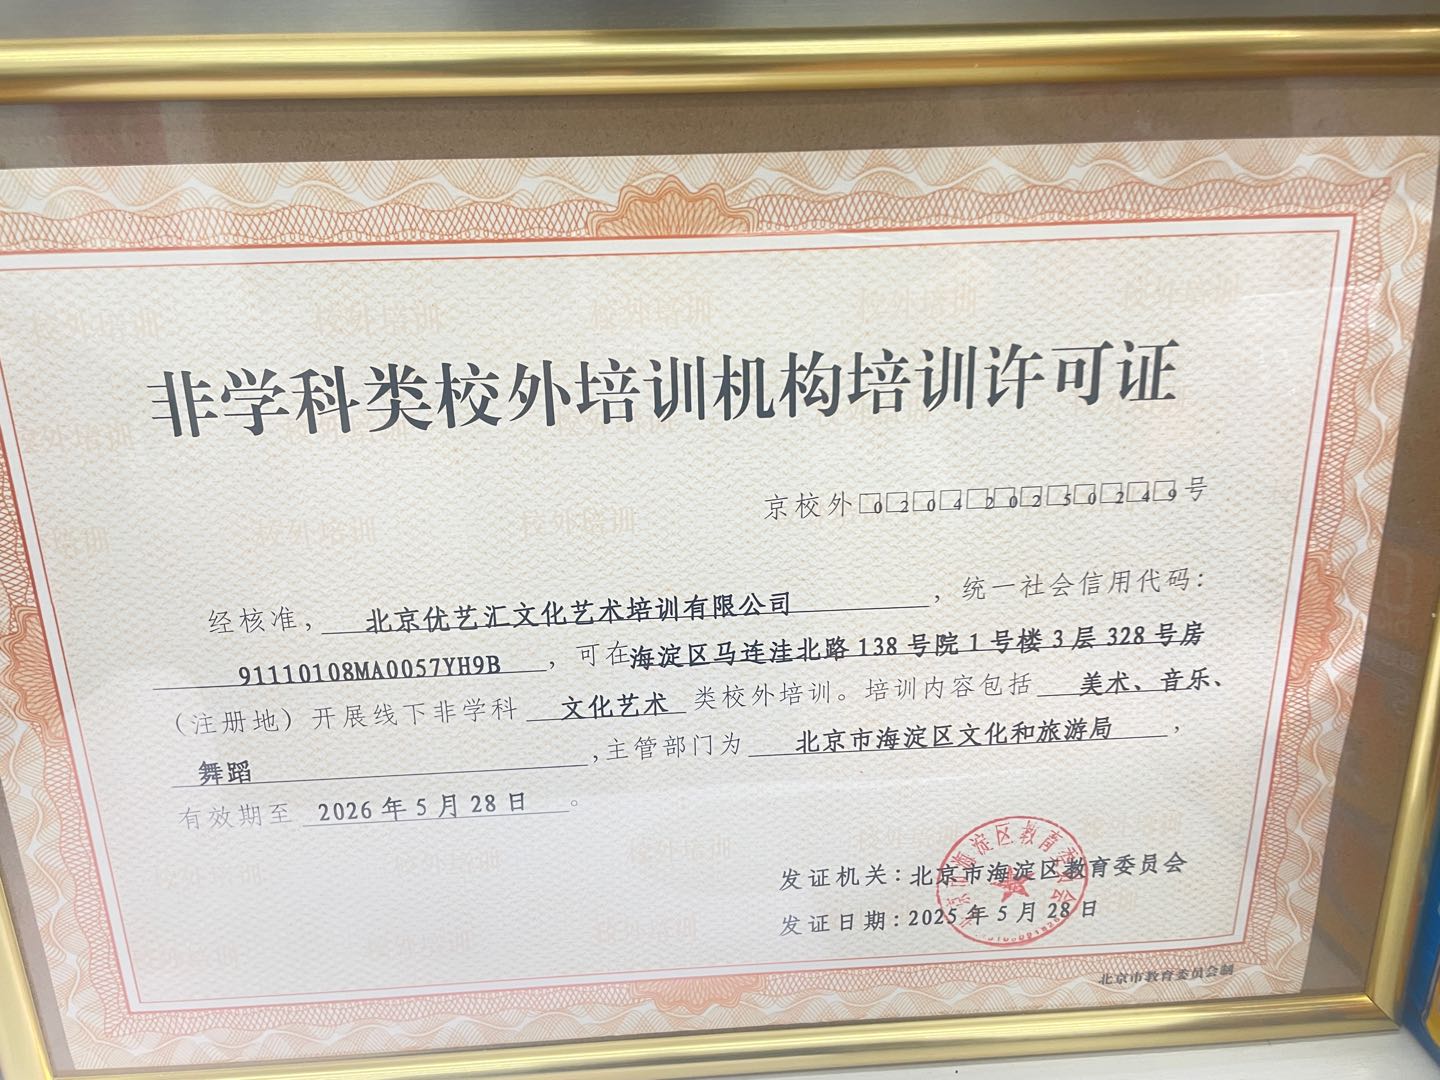 非学科类校外培训机构培训许可证
京校外□0□2□0□4□2□0□2□5□0□2□4□9号
经核准，北京优艺汇文化艺术培训有限公司，统一社会信用代码：
91110108MA0057YH9B，可在海淀区马连洼北路138号院1号楼3层328号房
（注册地）开展线下非学科文化艺术类校外培训。培训内容包括美术、音乐、
舞蹈,主管部门为北京市海淀区文化和旅游局，
有效期至2026年5月28日。
发证机关：北京市海淀区教育委员会
发证日期：2025年5月28日
北京市教育委员会制